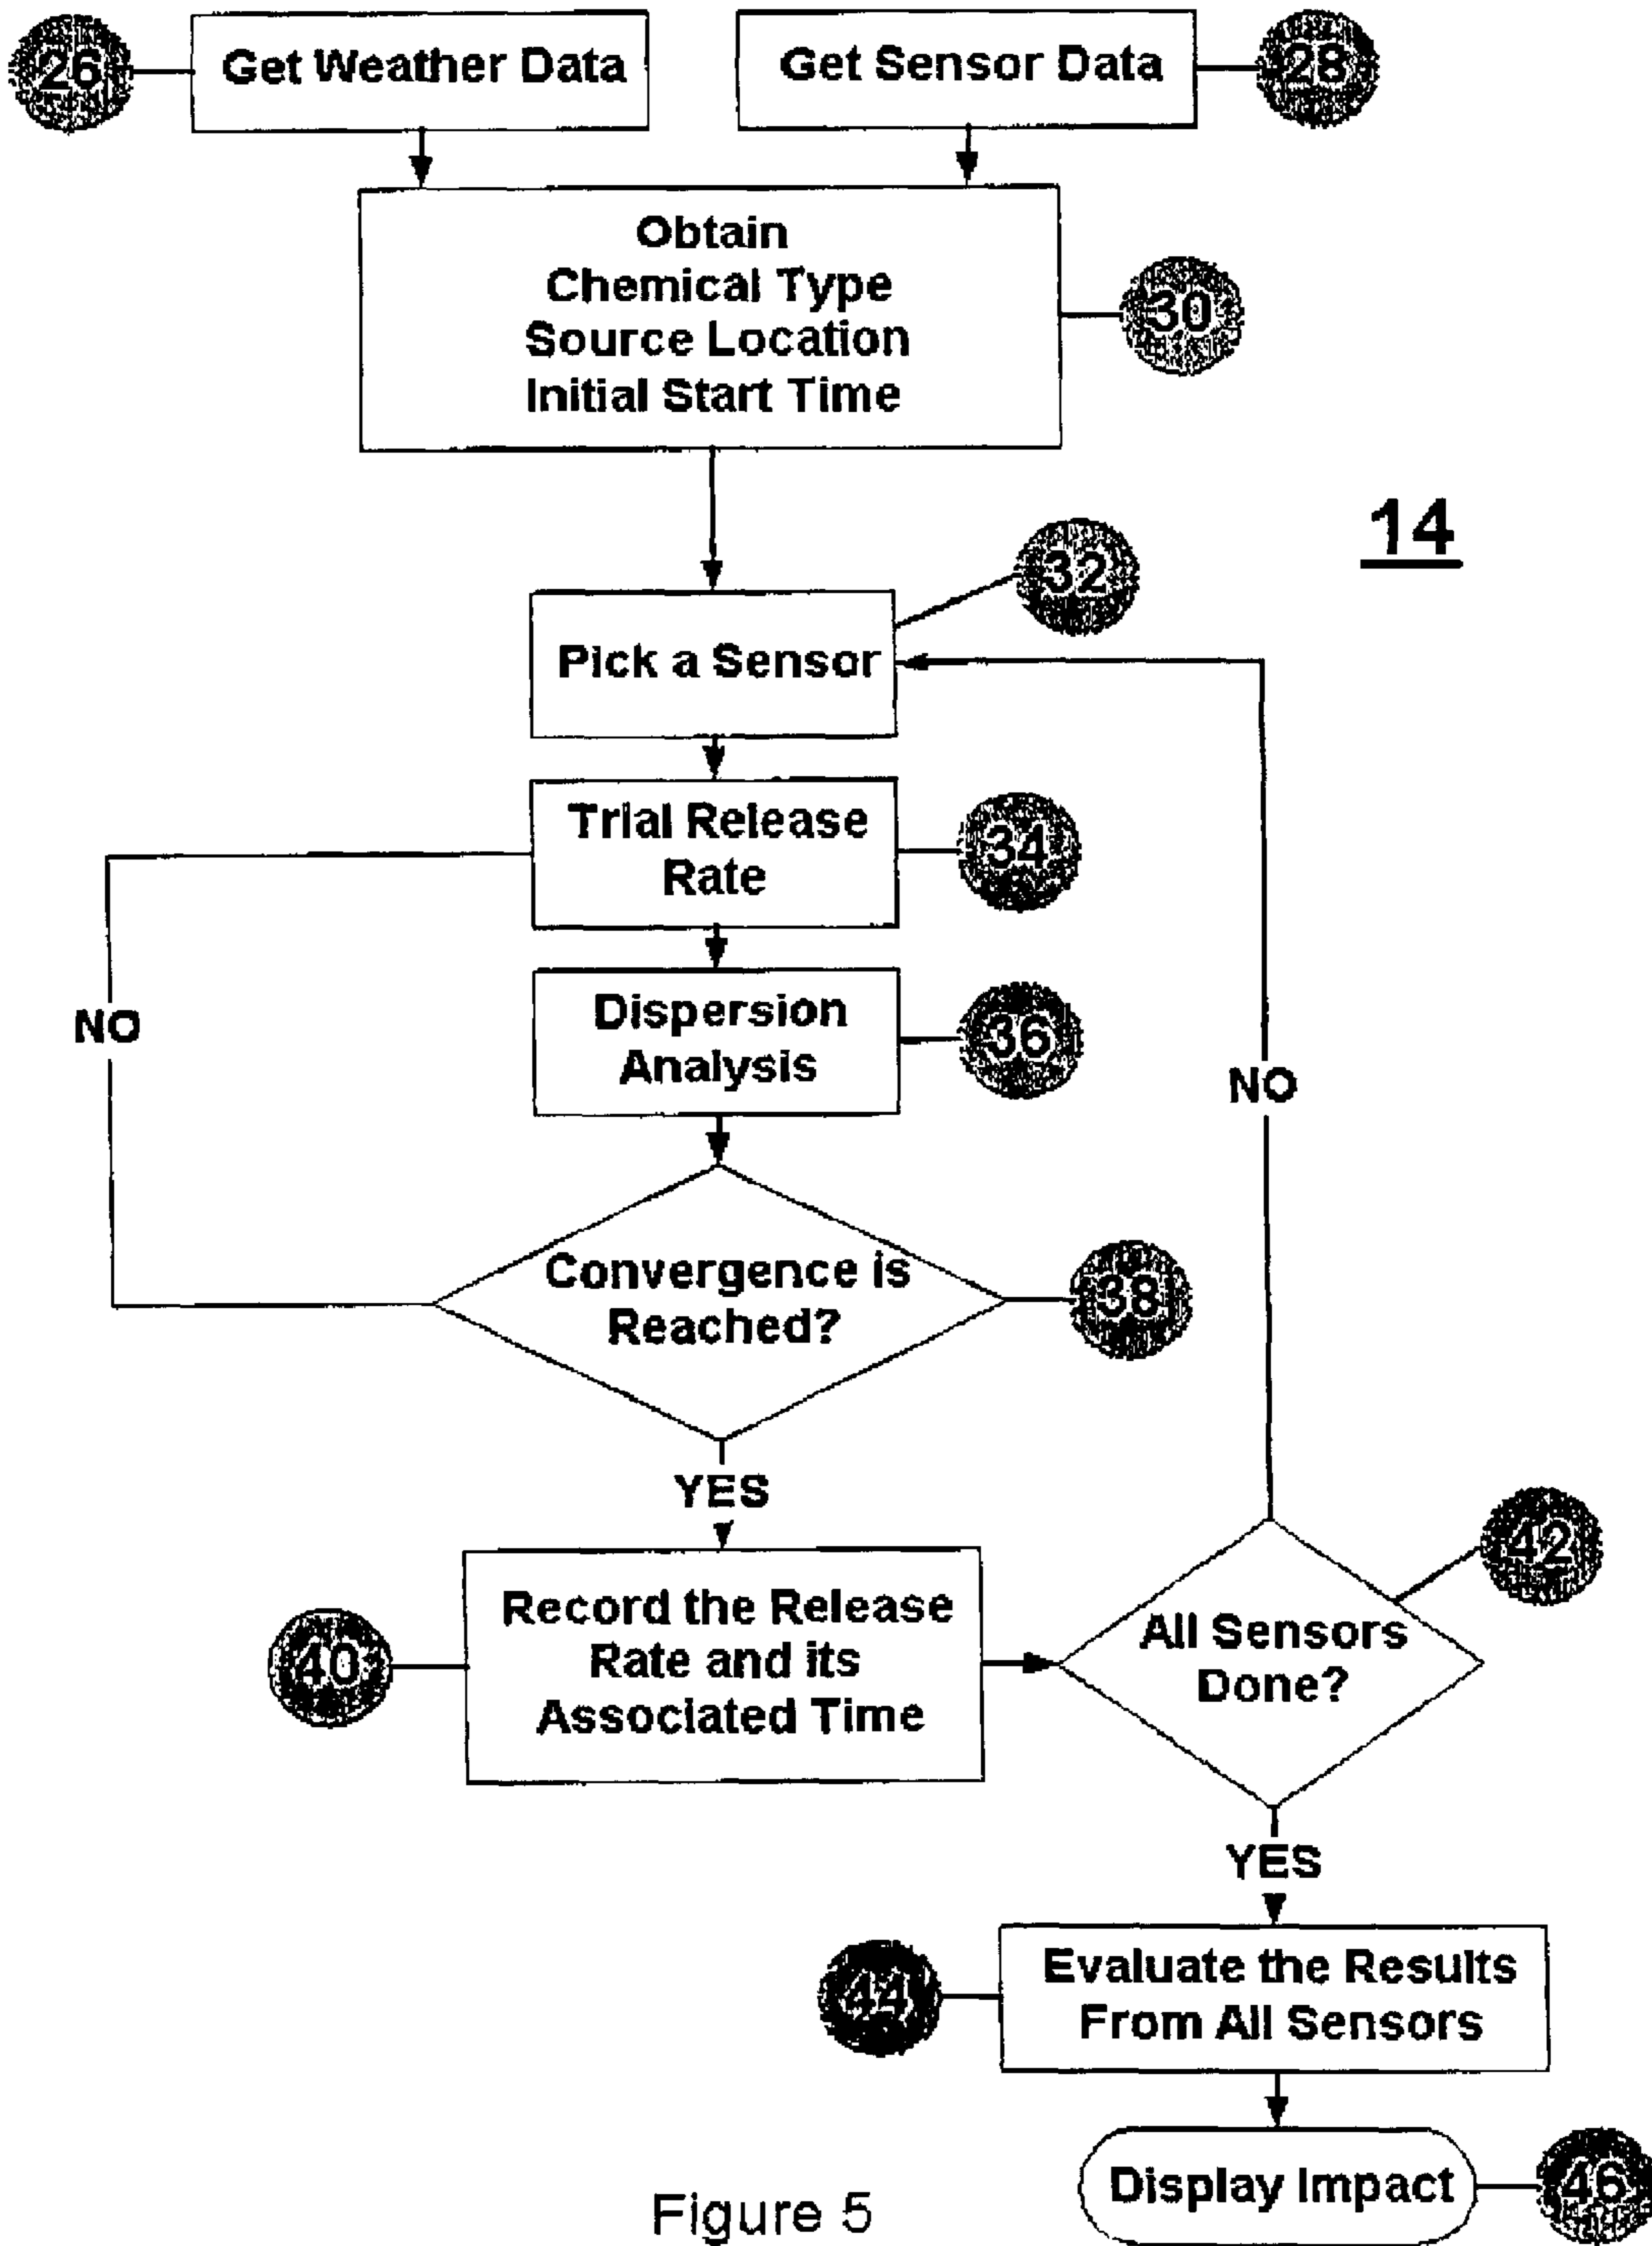 26
Get Weather Data
Get Sensor Data
28
Obtain
Chemical Type
Source Location
Initial Start Time
30
14
32
Pick a Sensor
Trial Release
Rate
34
NO
Dispersion
Analysis
36
NO
Convergence is
Reached?
38
YES
42
Record the Release
Rate and its
Associated Time
40
All Sensors
Done?
YES
Evaluate the Results
From All Sensors
44
Display Impact
46
Figure 5